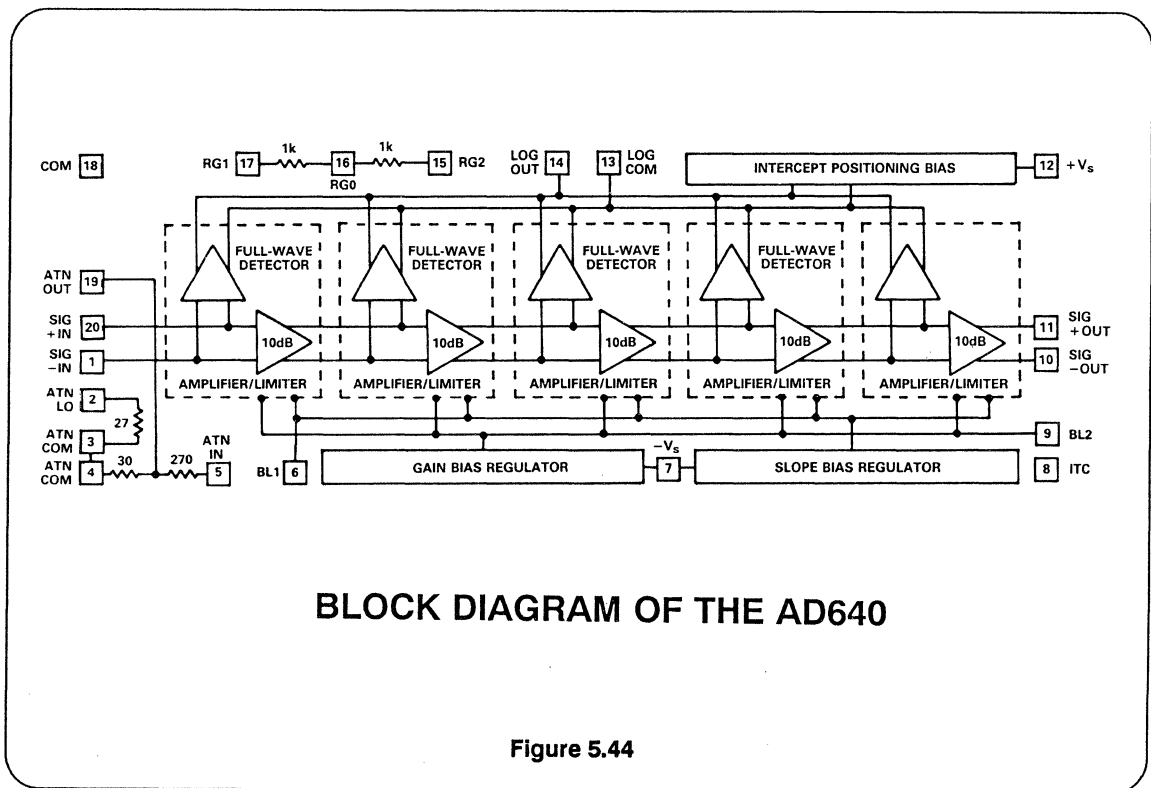 COM 18
RG1 17 1k 16 1k 15 RG2
RG0
LOG OUT 14 13 LOG COM
INTERCEPT POSITIONING BIAS 12 +Vs
FULL-WAVE DETECTOR
FULL-WAVE DETECTOR
FULL-WAVE DETECTOR
FULL-WAVE DETECTOR
ATN OUT 19
SIG +IN 20
SIG −IN 1
10dB
10dB
10dB
10dB
10dB
11 SIG +OUT
10 SIG −OUT
AMPLIFIER/LIMITER
AMPLIFIER/LIMITER
AMPLIFIER/LIMITER
AMPLIFIER/LIMITER
AMPLIFIER/LIMITER
ATN LO 2
27
ATN COM 3
ATN COM 4
30
270
ATN IN 5
BL1 6
GAIN BIAS REGULATOR
−Vs 7
SLOPE BIAS REGULATOR
9 BL2
8 ITC
BLOCK DIAGRAM OF THE AD640
Figure 5.44